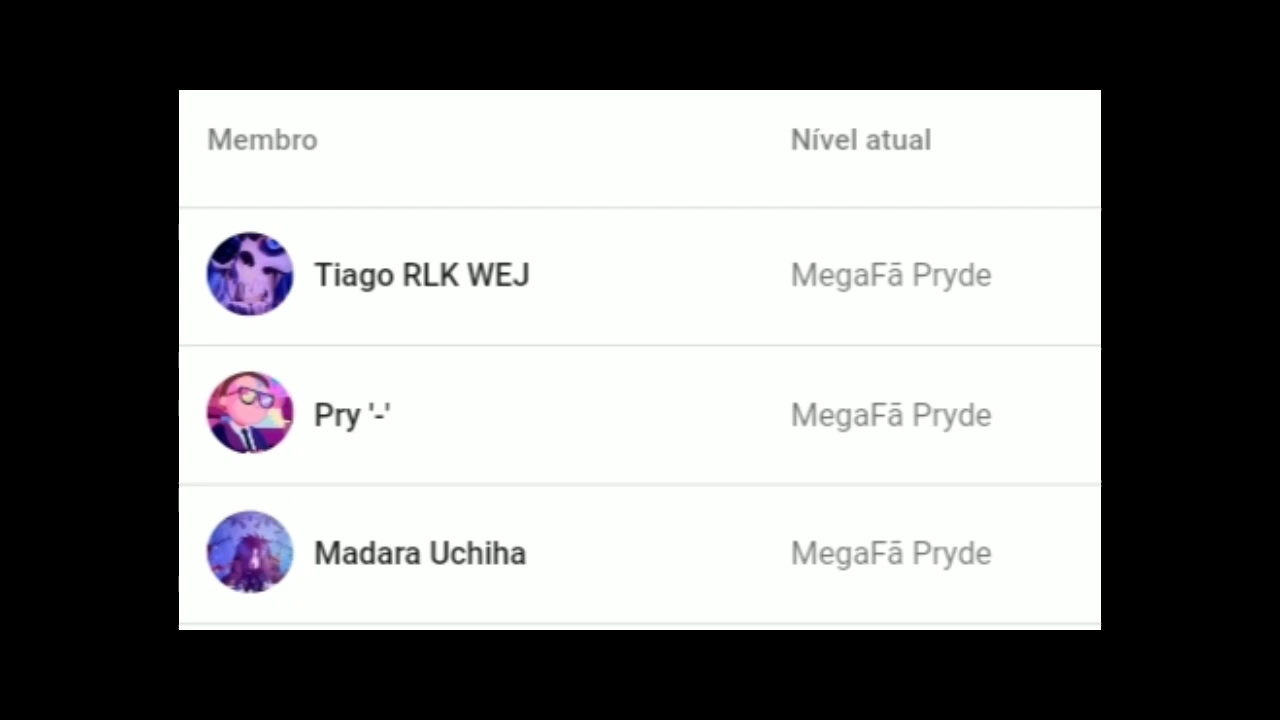 Membro Nível atual
Tiago RLK WEJ MegaFã Pryde
Pry '-' MegaFã Pryde
Madara Uchiha MegaFã Pryde